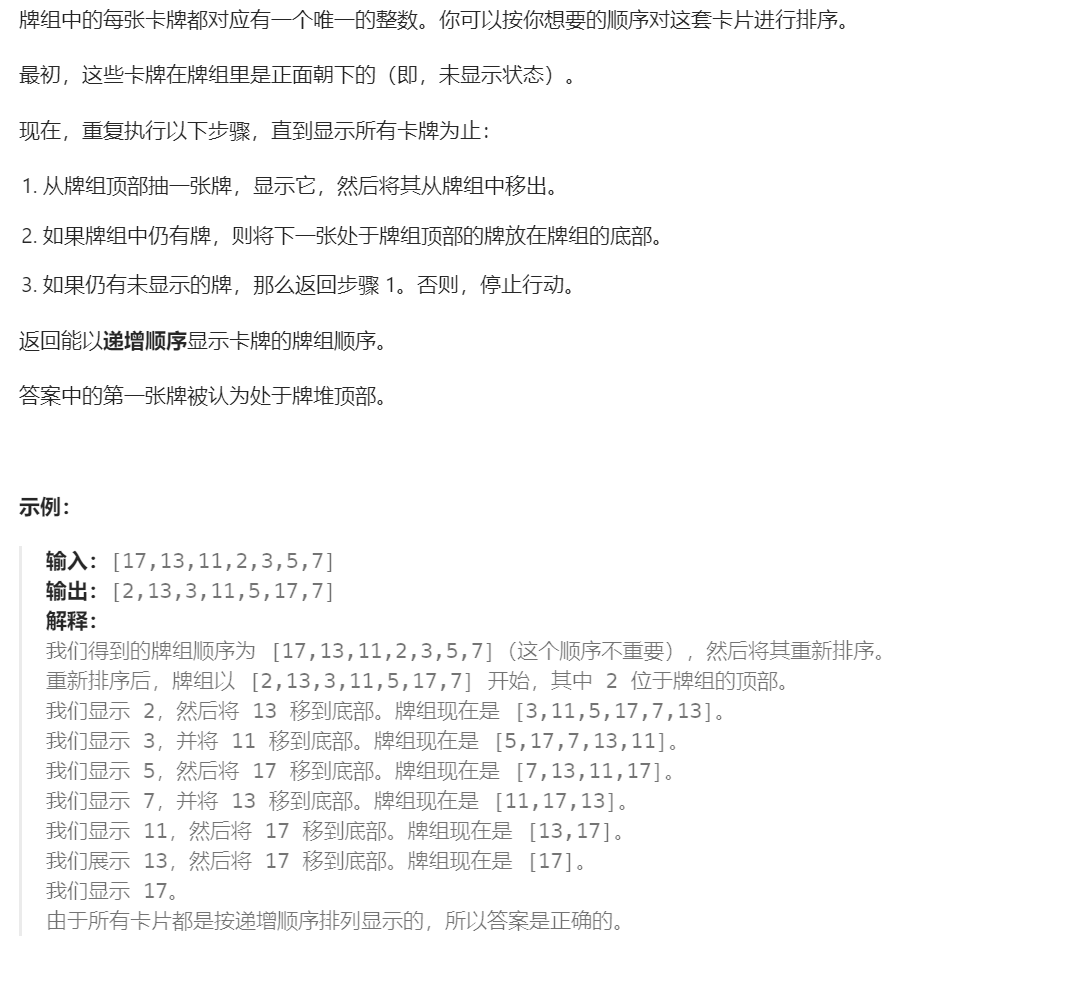 牌组中的每张卡牌都对应有一个唯一的整数。你可以按你想要的顺序对这套卡片进行排序。
最初，这些卡牌在牌组里是正面朝下的（即，未显示状态）。
现在，重复执行以下步骤，直到显示所有卡牌为止：
1. 从牌组顶部抽一张牌，显示它，然后将其从牌组中移出。
2. 如果牌组中仍有牌，则将下一张处于牌组顶部的牌放在牌组的底部。
3. 如果仍有未显示的牌，那么返回步骤 1。否则，停止行动。
返回能以递增顺序显示卡牌的牌组顺序。
答案中的第一张牌被认为处于牌堆顶部。
示例：
输入：[17,13,11,2,3,5,7]
输出：[2,13,3,11,5,17,7]
解释：
我们得到的牌组顺序为 [17,13,11,2,3,5,7]（这个顺序不重要），然后将其重新排序。
重新排序后，牌组以 [2,13,3,11,5,17,7] 开始，其中 2 位于牌组的顶部。
我们显示 2，然后将 13 移到底部。牌组现在是 [3,11,5,17,7,13]。
我们显示 3，并将 11 移到底部。牌组现在是 [5,17,7,13,11]。
我们显示 5，然后将 17 移到底部。牌组现在是 [7,13,11,17]。
我们显示 7，并将 13 移到底部。牌组现在是 [11,17,13]。
我们显示 11，然后将 17 移到底部。牌组现在是 [13,17]。
我们展示 13，然后将 17 移到底部。牌组现在是 [17]。
我们显示 17。
由于所有卡片都是按递增顺序排列显示的，所以答案是正确的。